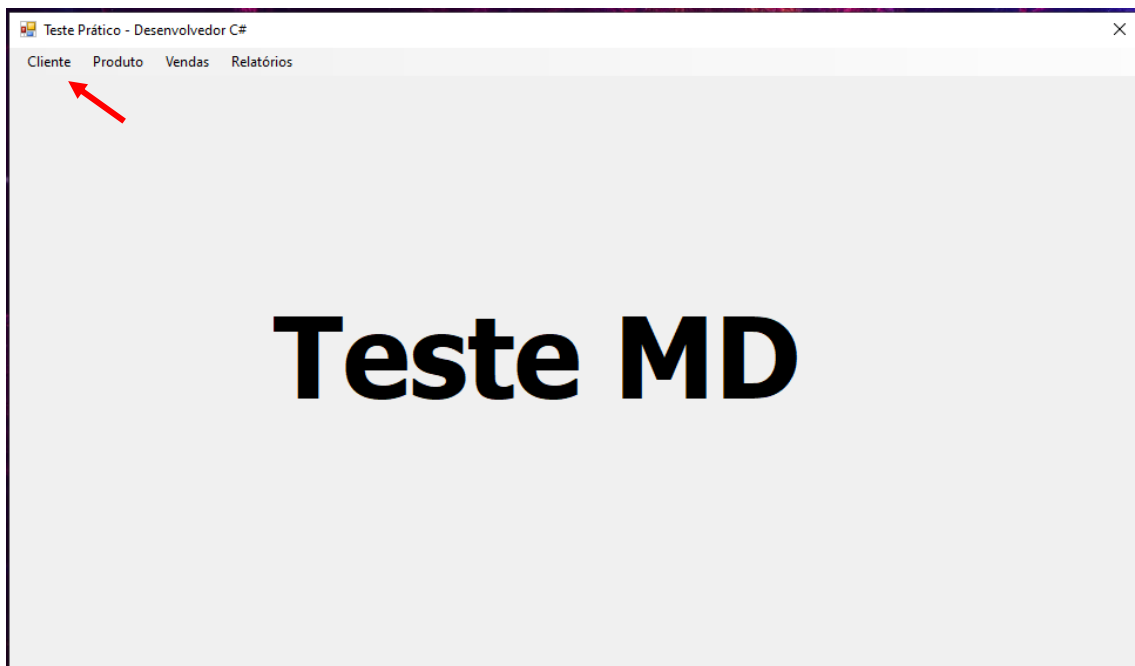 Teste Prático - Desenvolvedor C#
Cliente Produto Vendas Relatórios
Teste MD